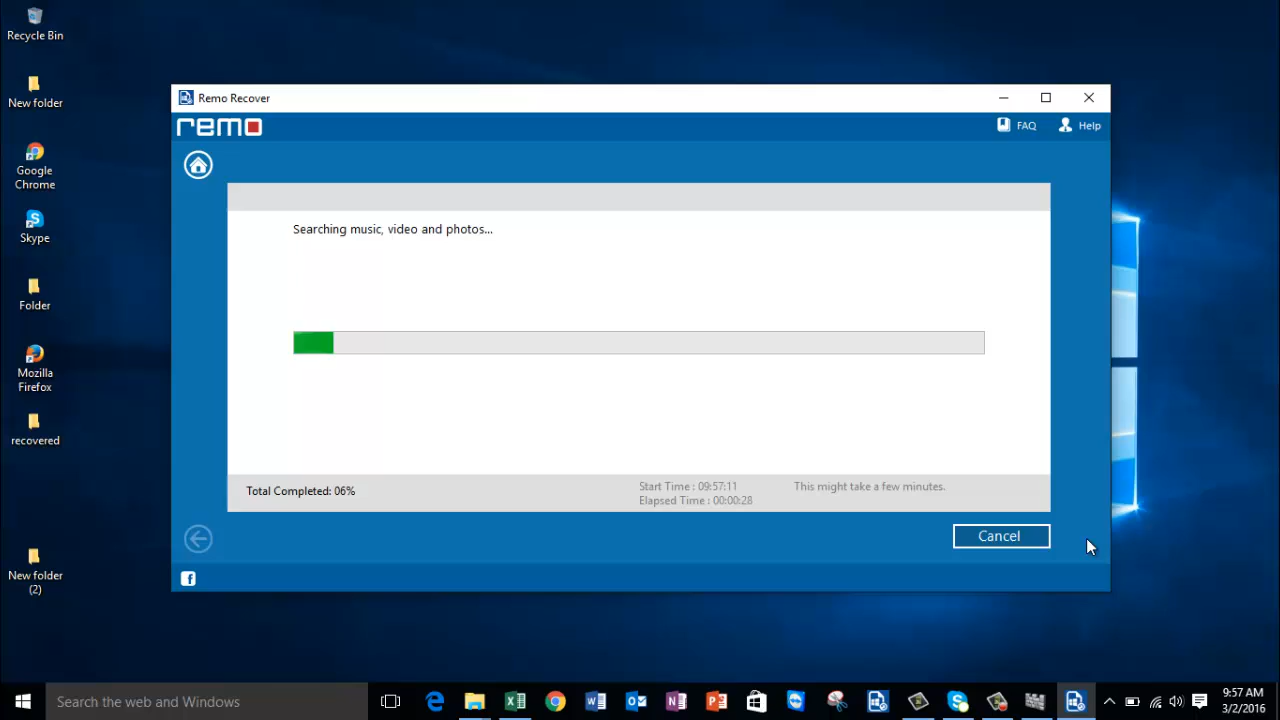 Recycle Bin
New folder
Google
Chrome
Skype
Folder
Mozilla
Firefox
recovered
New folder
(2)
Remo Recover
remo
FAQ
Help
Searching music, video and photos...
Total Completed: 06%
Start Time : 09:57:11
Elapsed Time : 00:00:28
This might take a few minutes.
Cancel
Search the web and Windows
9:57 AM
3/2/2016